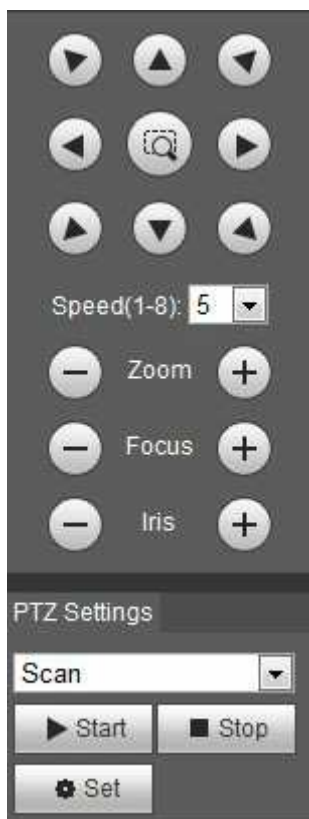 Speed(1-8): 5
Zoom
Focus
Iris
PTZ Settings
Scan
Start Stop
Set